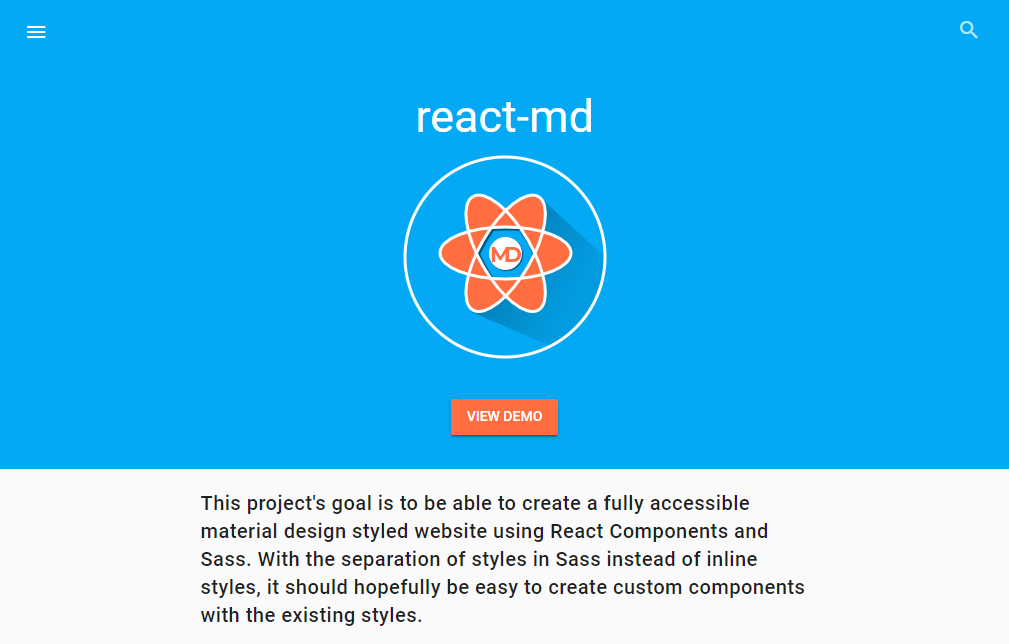 react-md
MD
VIEW DEMO
This project's goal is to be able to create a fully accessible
material design styled website using React Components and
Sass. With the separation of styles in Sass instead of inline
styles, it should hopefully be easy to create custom components
with the existing styles.